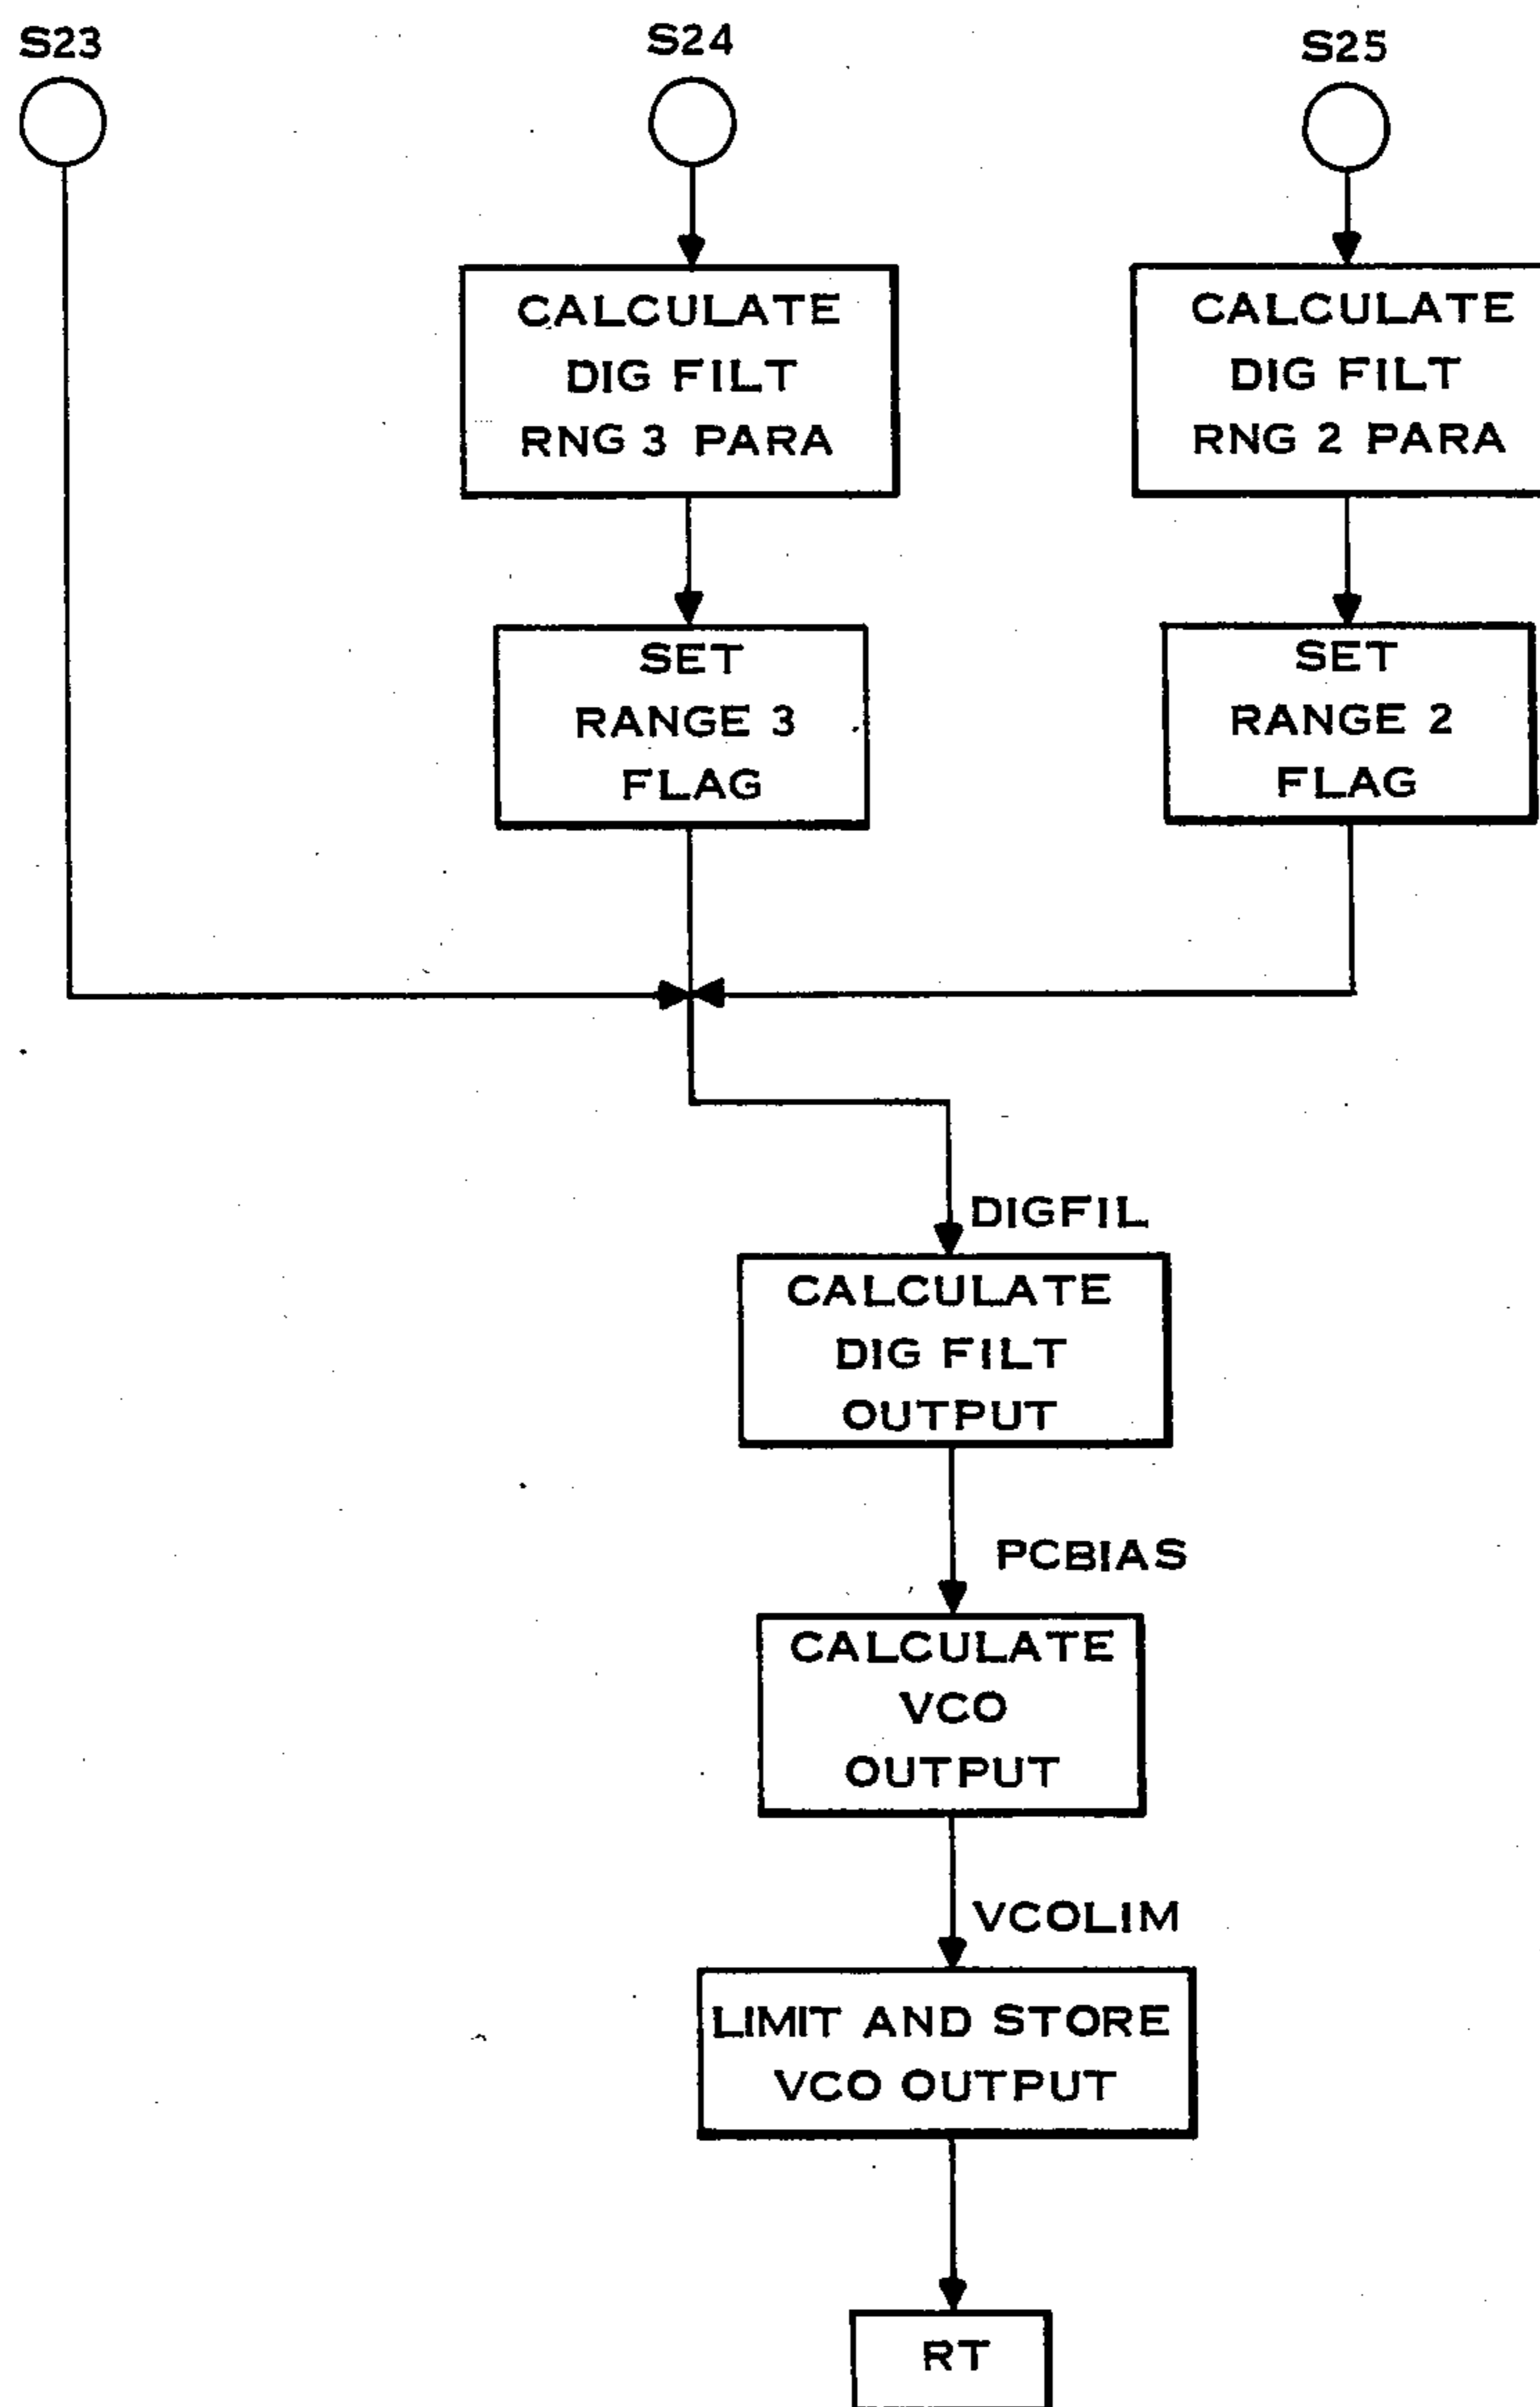 S23
S24
S25
CALCULATE
DIG FILT
RNG 3 PARA
CALCULATE
DIG FILT
RNG 2 PARA
SET
RANGE 3
FLAG
SET
RANGE 2
FLAG
DIGFIL
CALCULATE
DIG FILT
OUTPUT
PCBIAS
CALCULATE
VCO
OUTPUT
VCOLIM
LIMIT AND STORE
VCO OUTPUT
RT